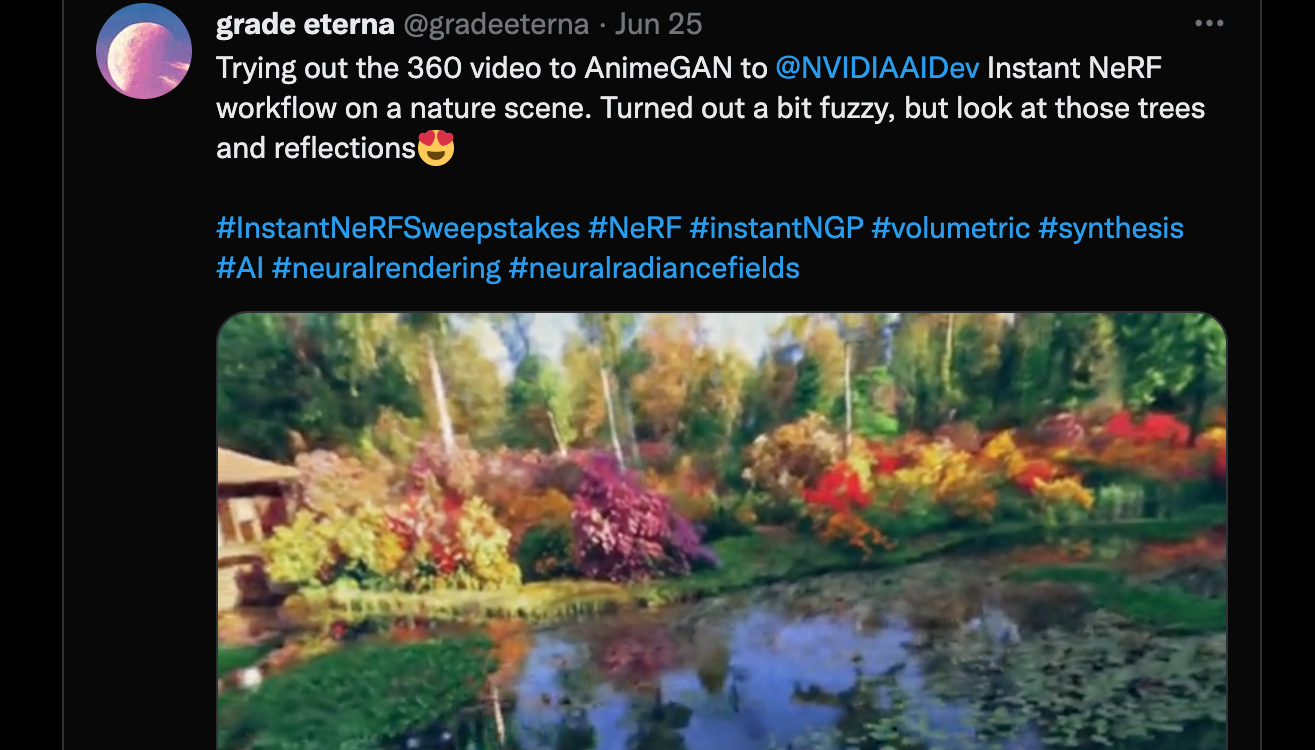 grade eterna @gradeeterna · Jun 25
Trying out the 360 video to AnimeGAN to @NVIDIAAIDev Instant NeRF
workflow on a nature scene. Turned out a bit fuzzy, but look at those trees
and reflections😍
#InstantNeRFSweepstakes #NeRF #instantNGP #volumetric #synthesis
#AI #neuralrendering #neuralradiancefields